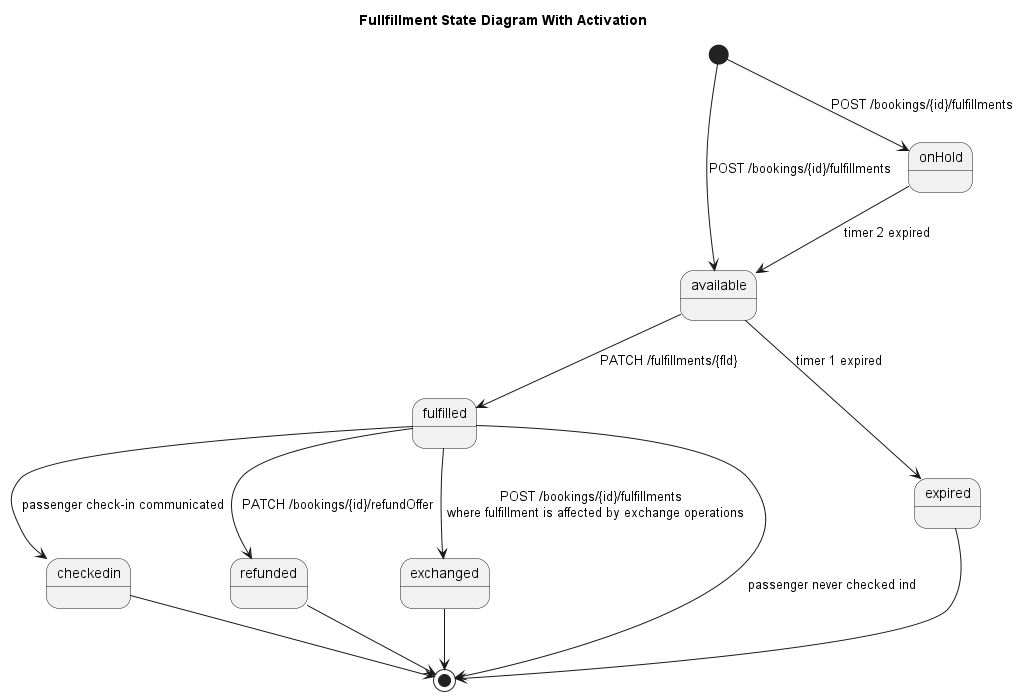 Fullfillment State Diagram With Activation
POST /bookings/{id}/fulfillments
onHold
POST /bookings/{id}/fulfillments
timer 2 expired
available
PATCH /fulfillments/{fId}
timer 1 expired
fulfilled
expired
passenger check-in communicated
PATCH /bookings/{id}/refundOffer
POST /bookings/{id}/fulfillments
where fulfillment is affected by exchange operations
checkedin
refunded
exchanged
passenger never checked ind